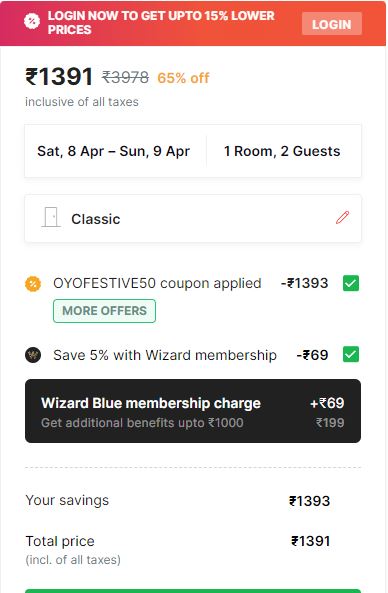 LOGIN NOW TO GET UPTO 15% LOWER
PRICES
LOGIN
₹1391 ₹3978 65% off
inclusive of all taxes
Sat, 8 Apr – Sun, 9 Apr
1 Room, 2 Guests
Classic
OYOFESTIVE50 coupon applied -₹1393
MORE OFFERS
W Save 5% with Wizard membership -₹69
Wizard Blue membership charge +₹69
Get additional benefits upto ₹1000 ₹199
Your savings ₹1393
Total price ₹1391
(incl. of all taxes)